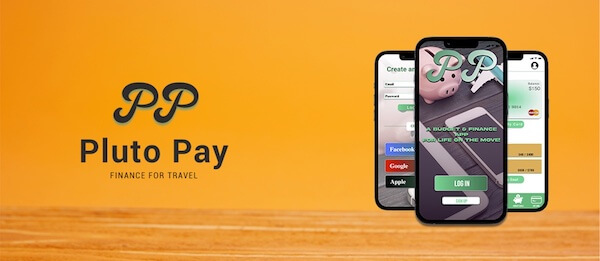 PP
Pluto Pay
FINANCE FOR TRAVEL
Create an
Email
Password
Facebook
Google
Apple
PP
A BUDGET & FINANCE
APP
FOR LIFE ON THE MOVE!
LOG IN
SIGN UP
$150